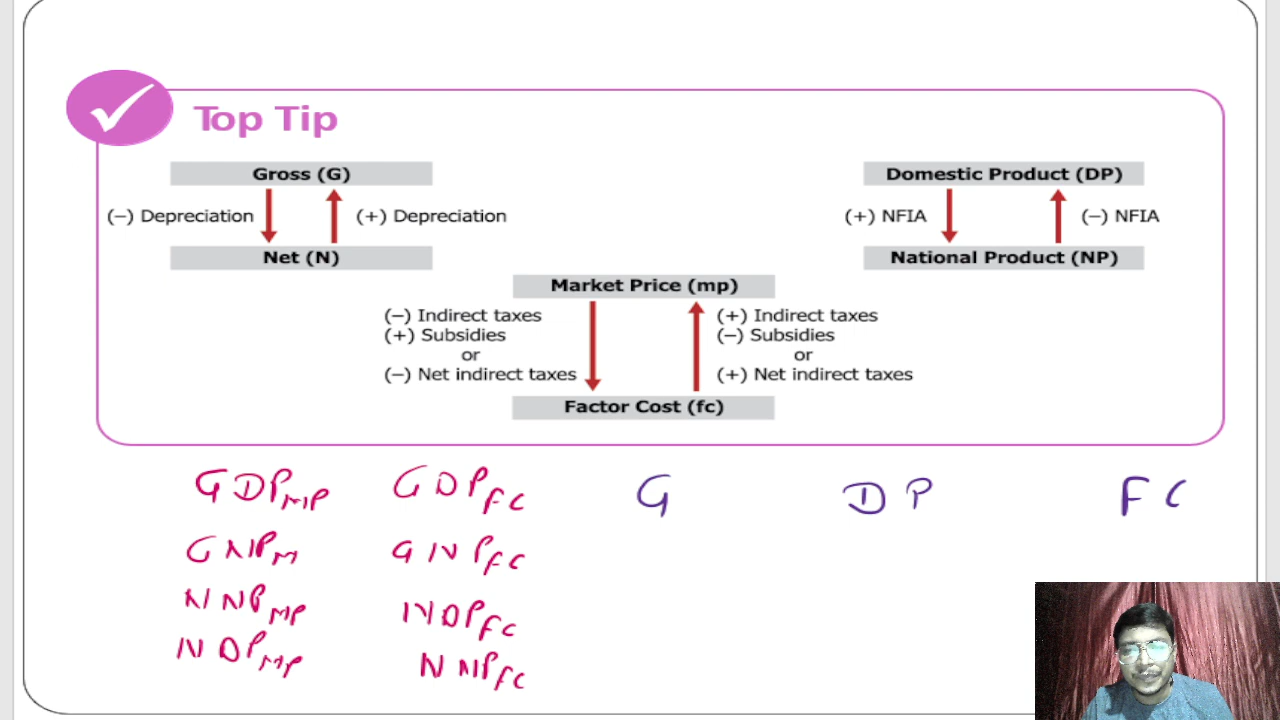 Top Tip
Gross (G)
(−) Depreciation (+) Depreciation
Net (N)
Domestic Product (DP)
(+) NFIA (−) NFIA
National Product (NP)
Market Price (mp)
(−) Indirect taxes (+) Indirect taxes
(+) Subsidies (−) Subsidies
or or
(−) Net indirect taxes (+) Net indirect taxes
Factor Cost (fc)
GDPMP GDPFC G DP FC
GNPM GNPFC
NNPMP NDPFC
NDPMP NNPFC